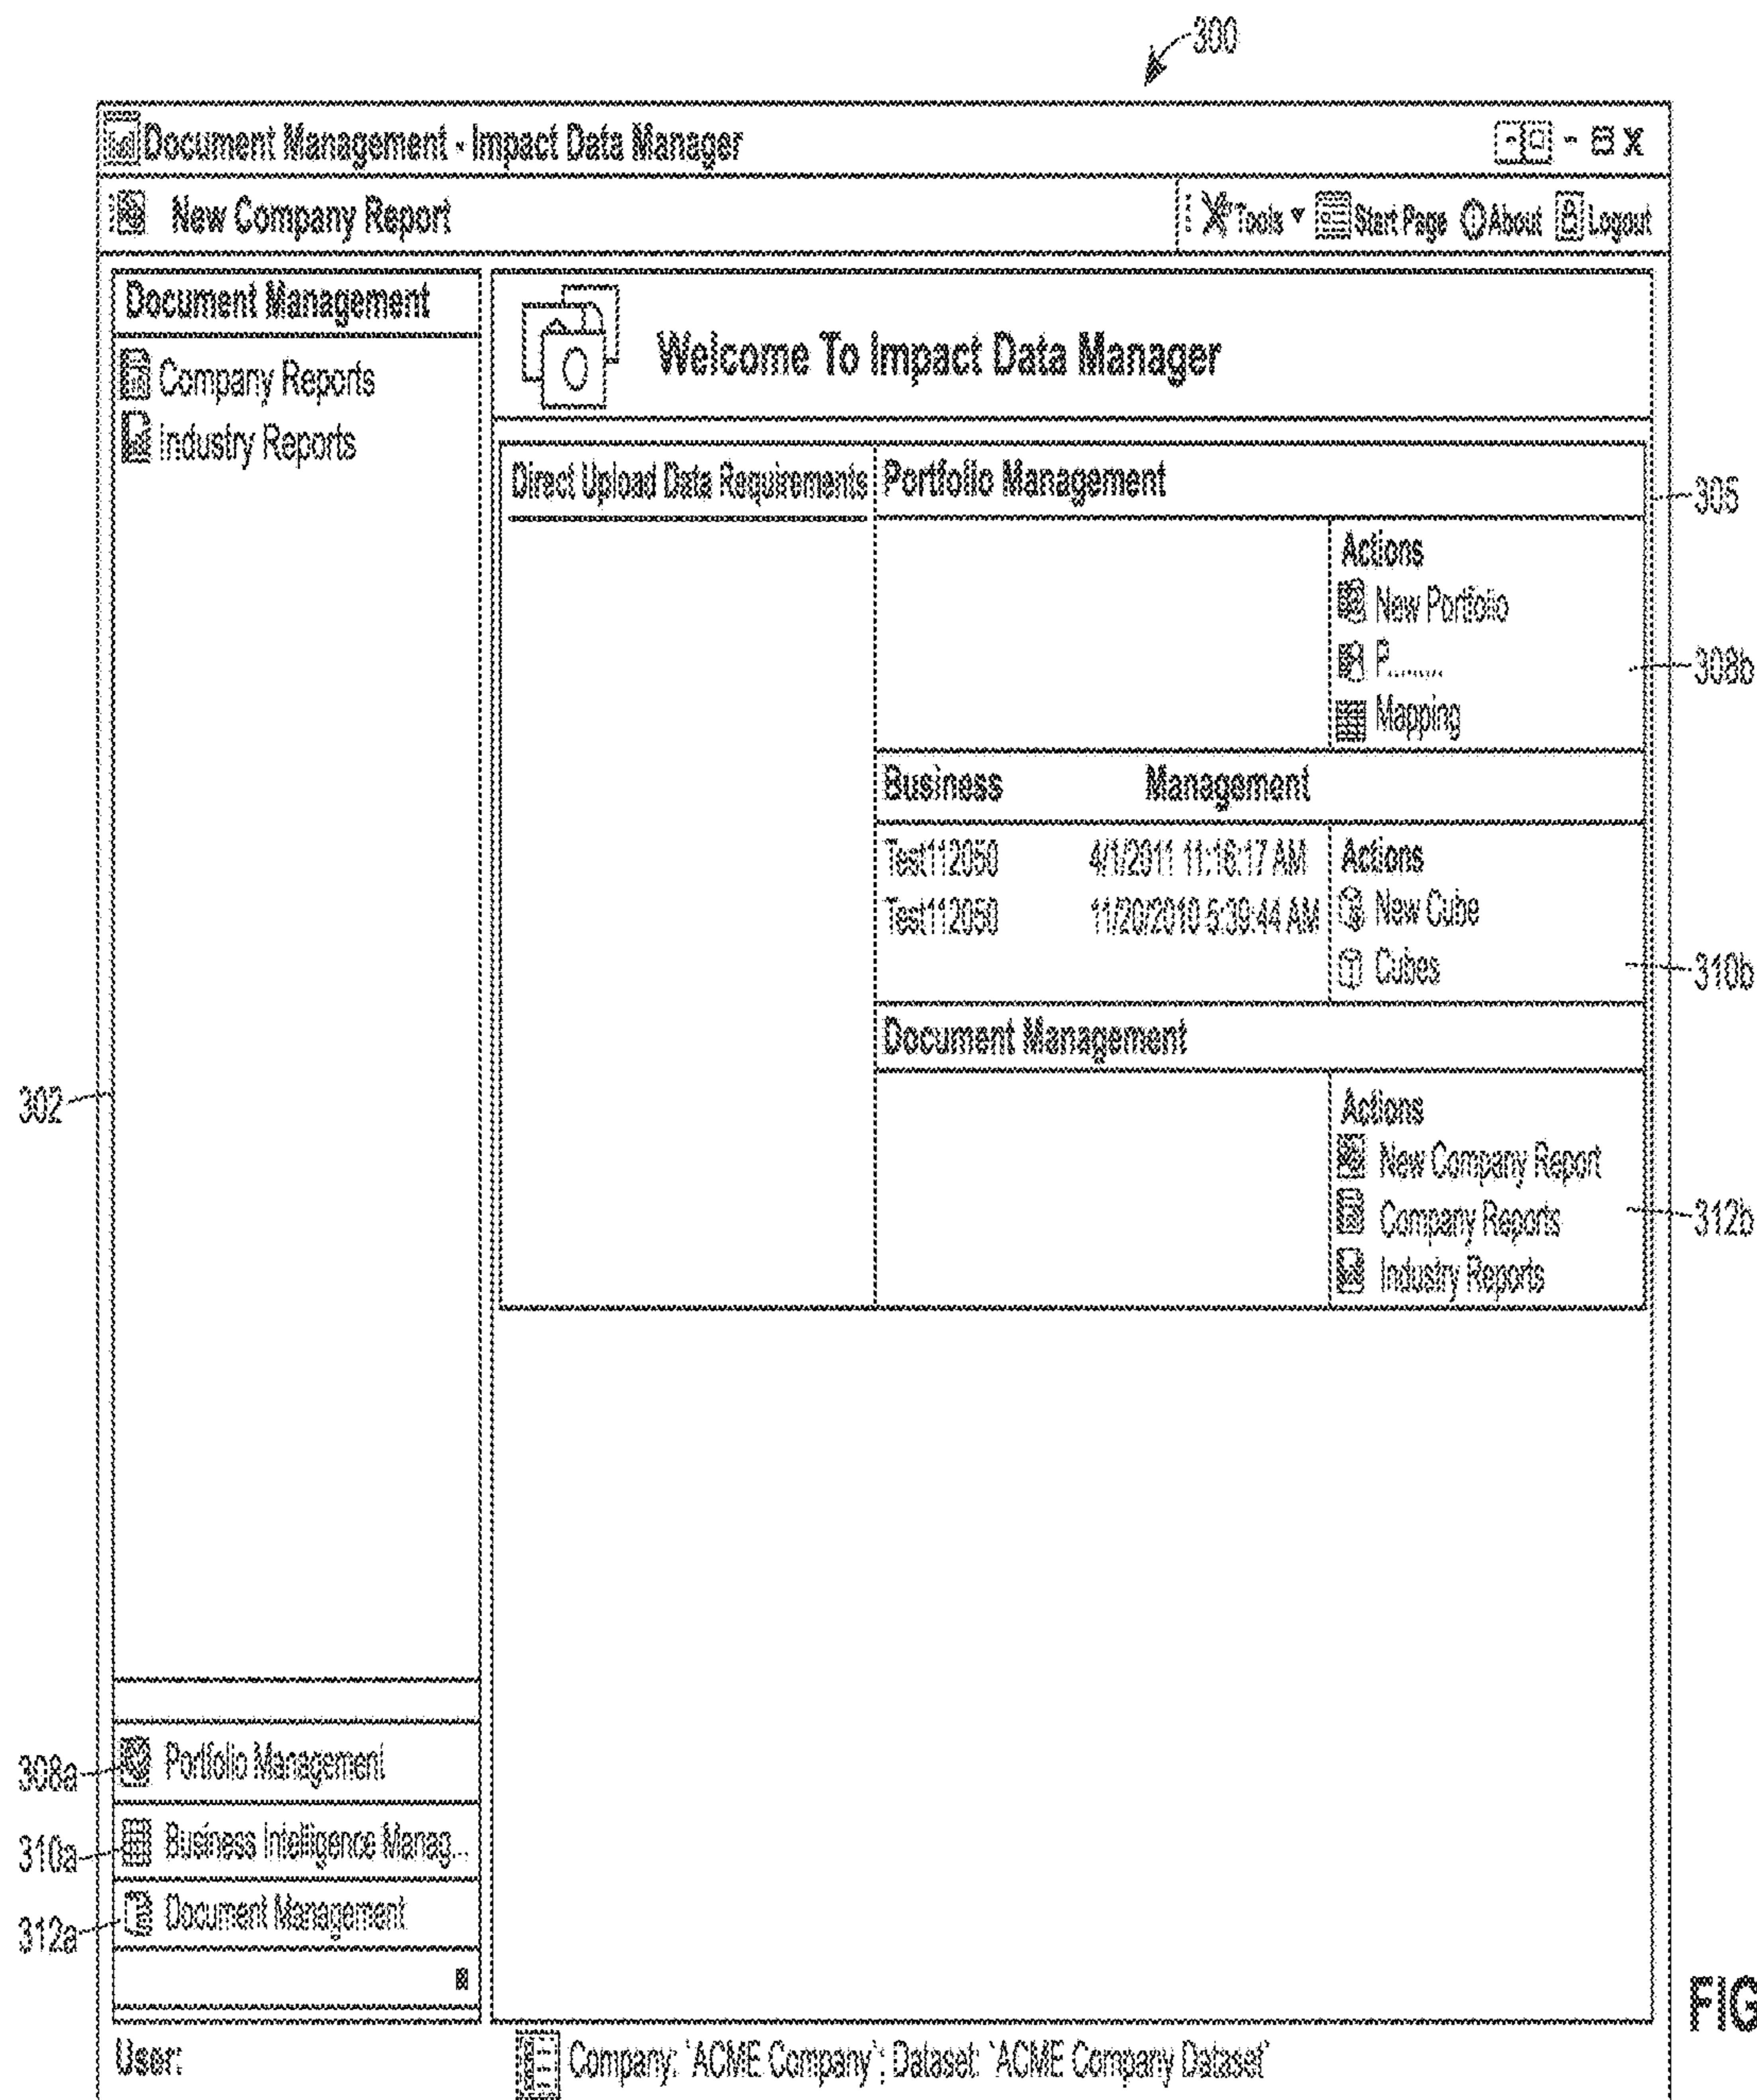 300
Document Management - Impact Data Manager
New Company Report
Tools Start Page About Logout
Document Management
Company Reports
Industry Reports
Welcome To Impact Data Manager
Direct Upload Data Requirements
Portfolio Management
Actions
New Portfolio
P.......
Mapping
308b
Business Management
Test112050 4/1/2011 11:16:17 AM
Test112050 11/20/2010 5:39:44 AM
Actions
New Cube
Cubes
310b
Document Management
Actions
New Company Report
Company Reports
Industry Reports
312b
302
308a Portfolio Management
310a Business Intelligence Manag...
312a Document Management
User:
Company: 'ACME Company'; Dataset: 'ACME Company Dataset'
FIG